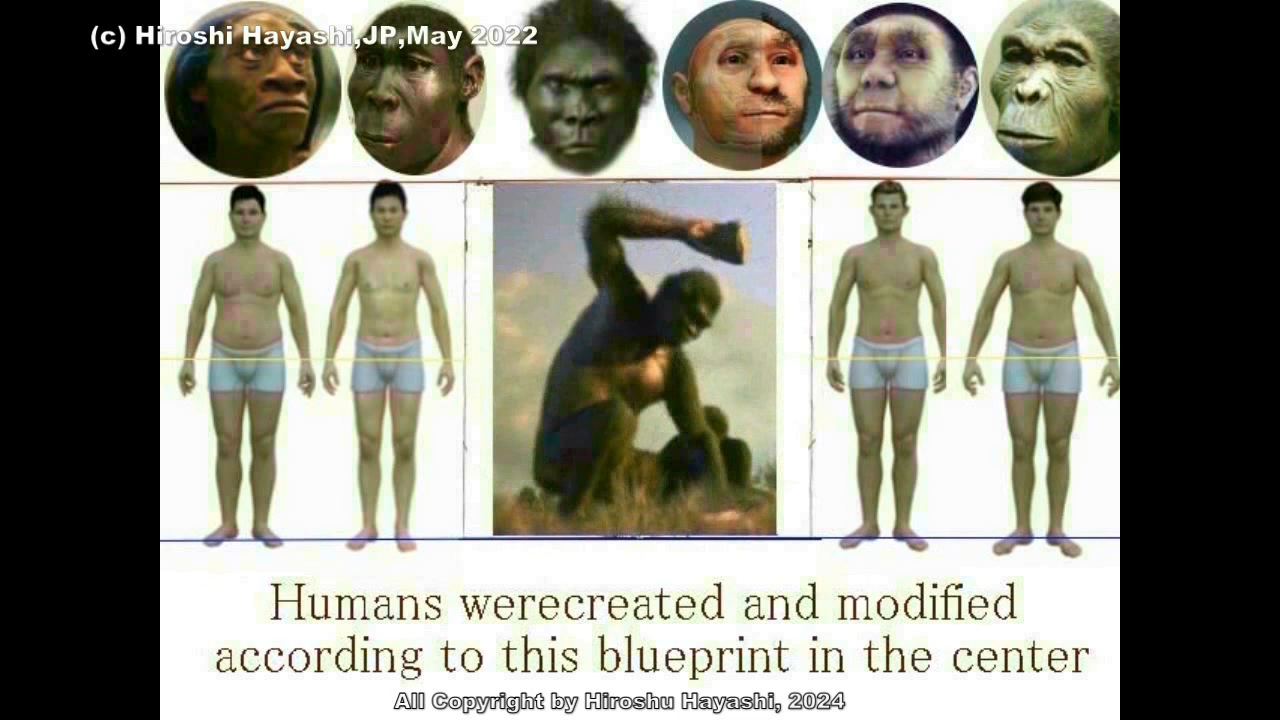 (c) Hiroshi Hayashi,JP,May 2022
Humans werecreated and modified
according to this blueprint in the center
All Copyright by Hiroshu Hayashi, 2024